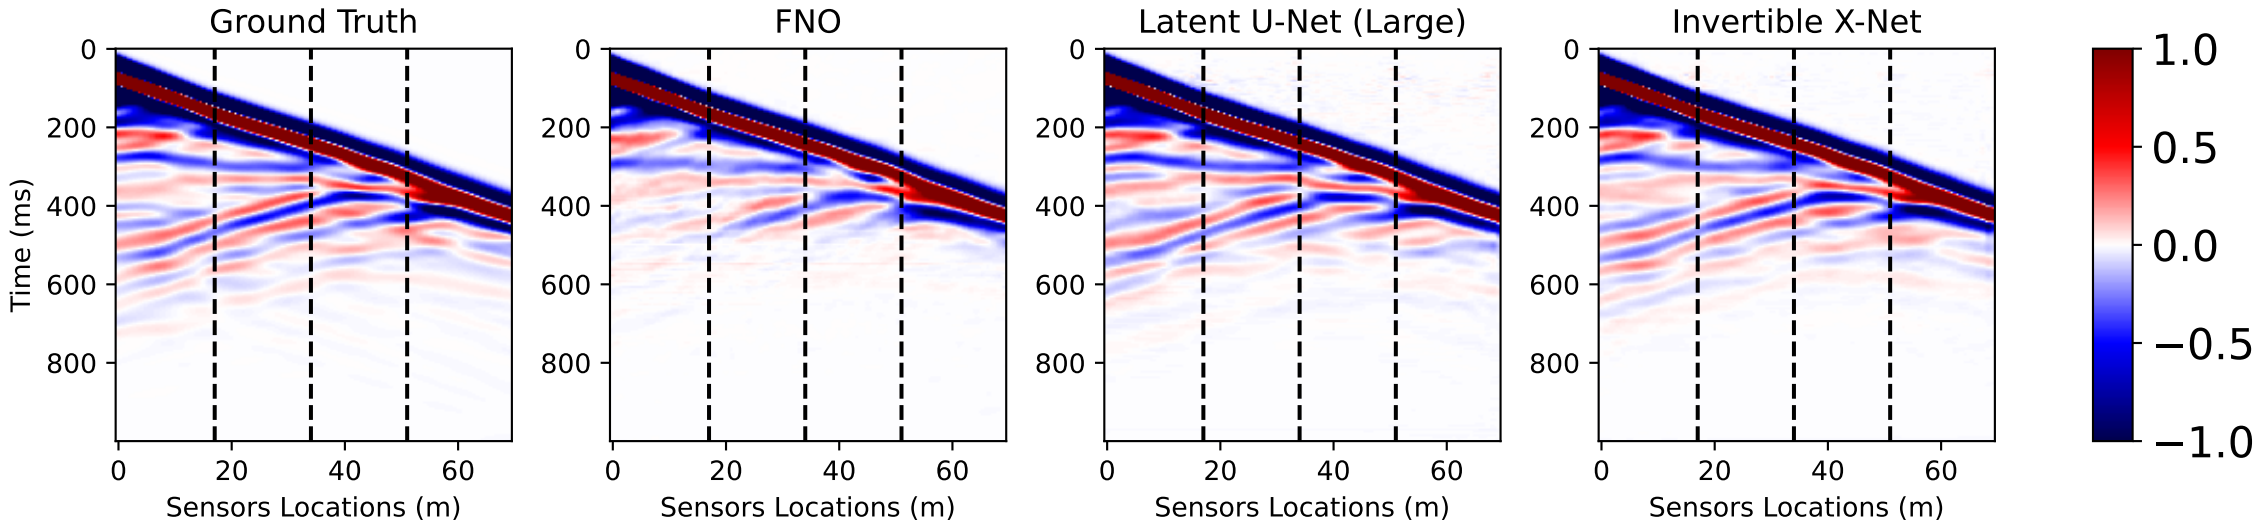 Ground Truth
FNO
Latent U-Net (Large)
Invertible X-Net
Time (ms)
0
200
400
600
800
0
200
400
600
800
0
200
400
600
800
0
200
400
600
800
0 20 40 60
0 20 40 60
0 20 40 60
0 20 40 60
Sensors Locations (m)
Sensors Locations (m)
Sensors Locations (m)
Sensors Locations (m)
1.0
0.5
0.0
−0.5
−1.0